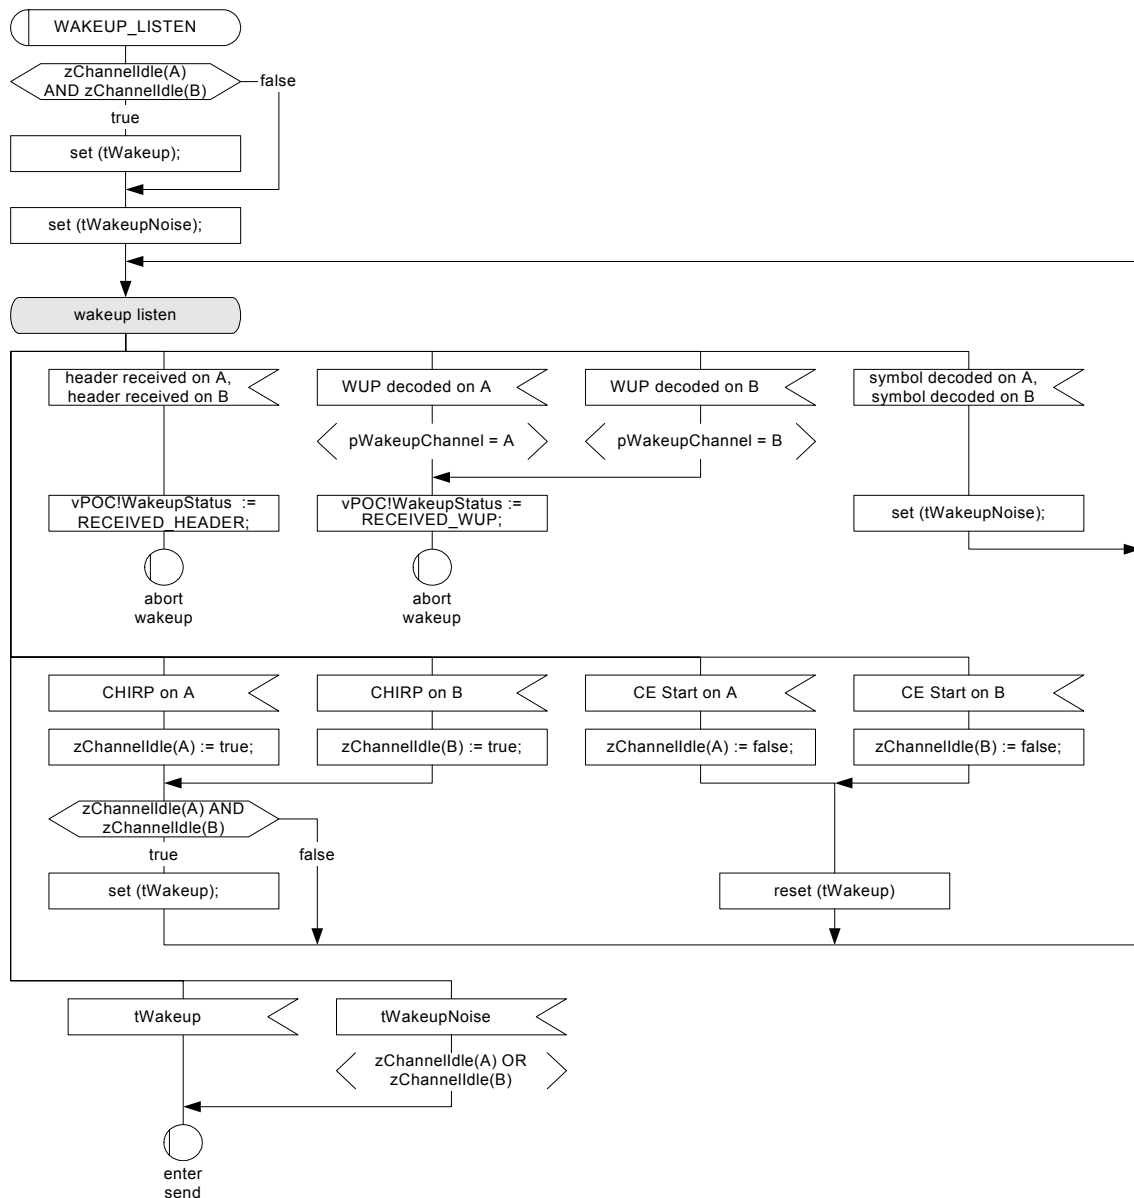 WAKEUP_LISTEN
zChannelIdle(A)
AND zChannelIdle(B)
false
true
set (tWakeup);
set (tWakeupNoise);
wakeup listen
header received on A,
header received on B
WUP decoded on A
WUP decoded on B
symbol decoded on A,
symbol decoded on B
pWakeupChannel = A
pWakeupChannel = B
vPOC!WakeupStatus :=
RECEIVED_HEADER;
vPOC!WakeupStatus :=
RECEIVED_WUP;
set (tWakeupNoise);
abort
wakeup
abort
wakeup
CHIRP on A
CHIRP on B
CE Start on A
CE Start on B
zChannelIdle(A) := true;
zChannelIdle(B) := true;
zChannelIdle(A) := false;
zChannelIdle(B) := false;
zChannelIdle(A) AND
zChannelIdle(B)
true
false
set (tWakeup);
reset (tWakeup)
tWakeup
tWakeupNoise
zChannelIdle(A) OR
zChannelIdle(B)
enter
send